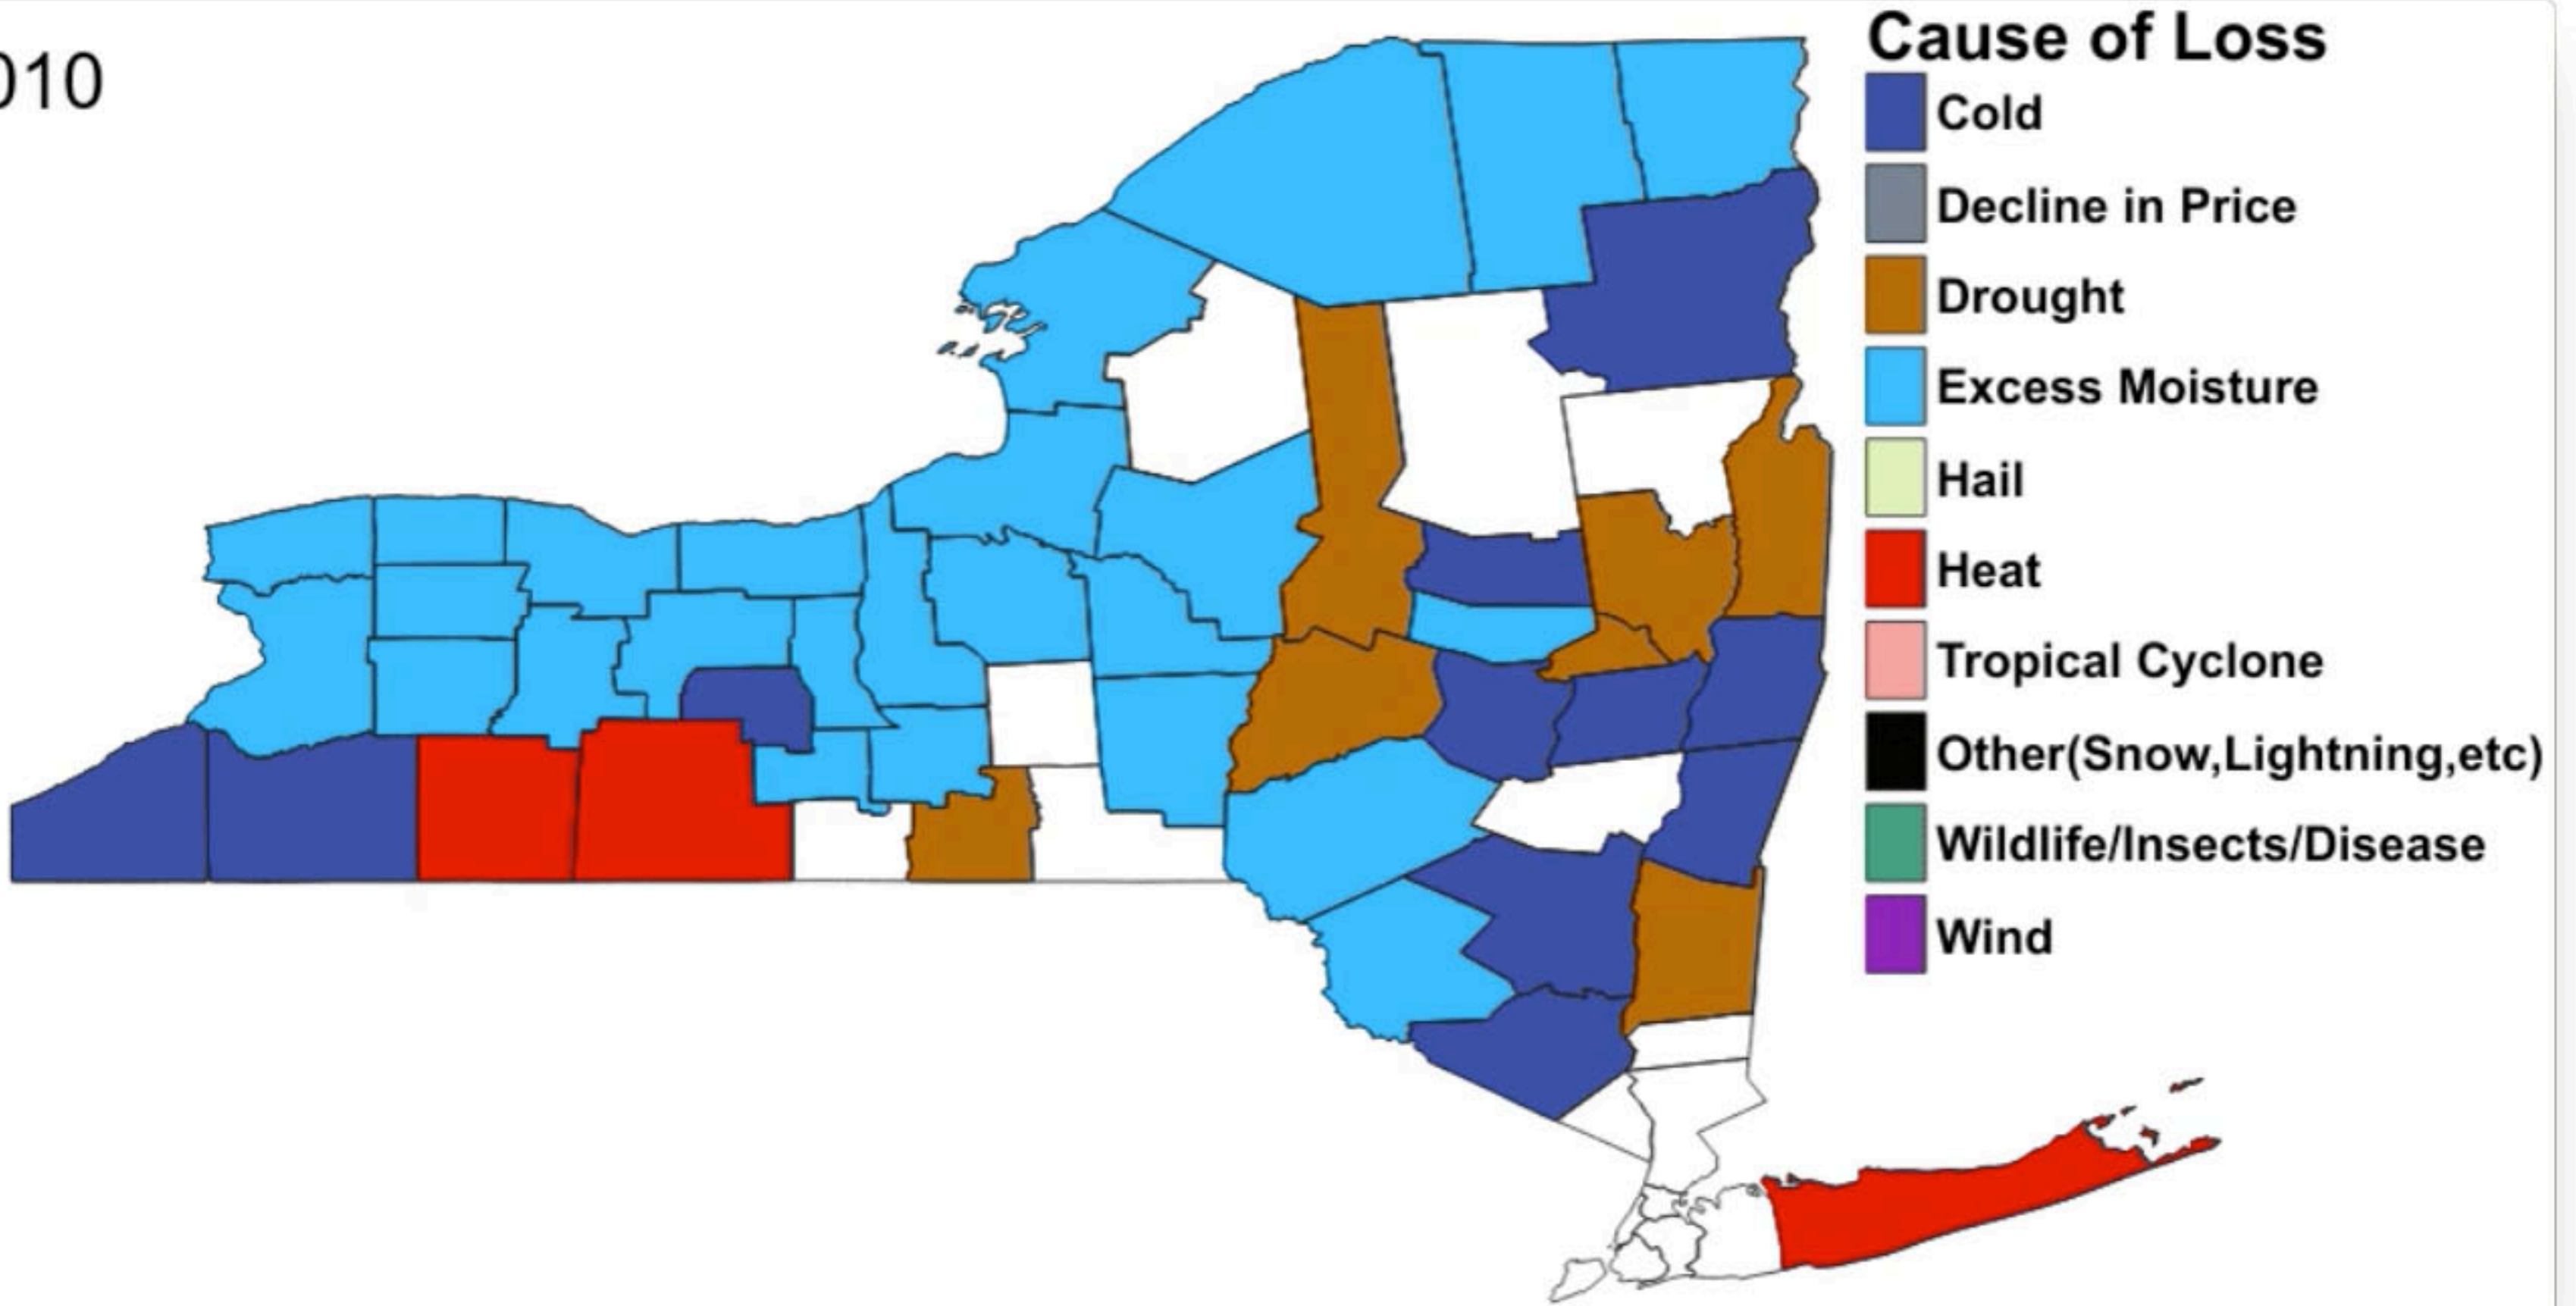 010
Cause of Loss
Cold
Decline in Price
Drought
Excess Moisture
Hail
Heat
Tropical Cyclone
Other(Snow,Lightning,etc)
Wildlife/Insects/Disease
Wind